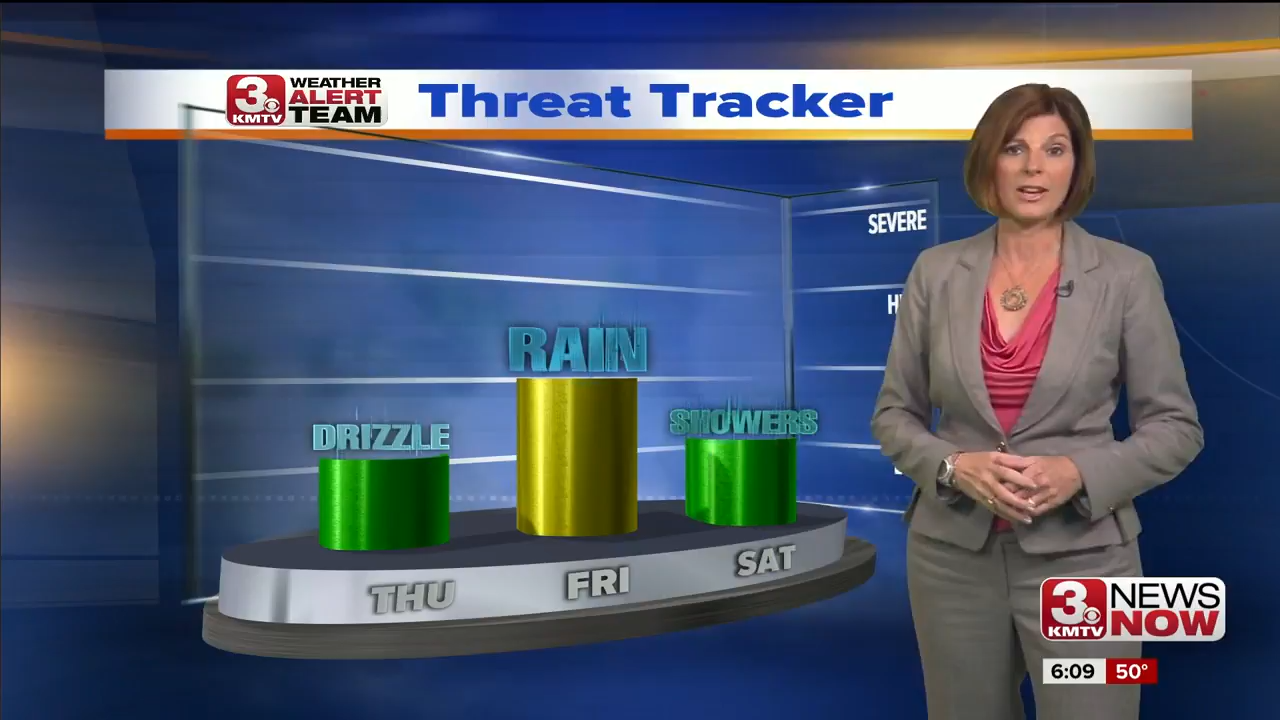 3
KMTV
WEATHER
ALERT
TEAM
Threat Tracker
SEVERE
RAIN
DRIZZLE
SHOWERS
THU
FRI
SAT
3
KMTV
NEWS
NOW
6:09
50°